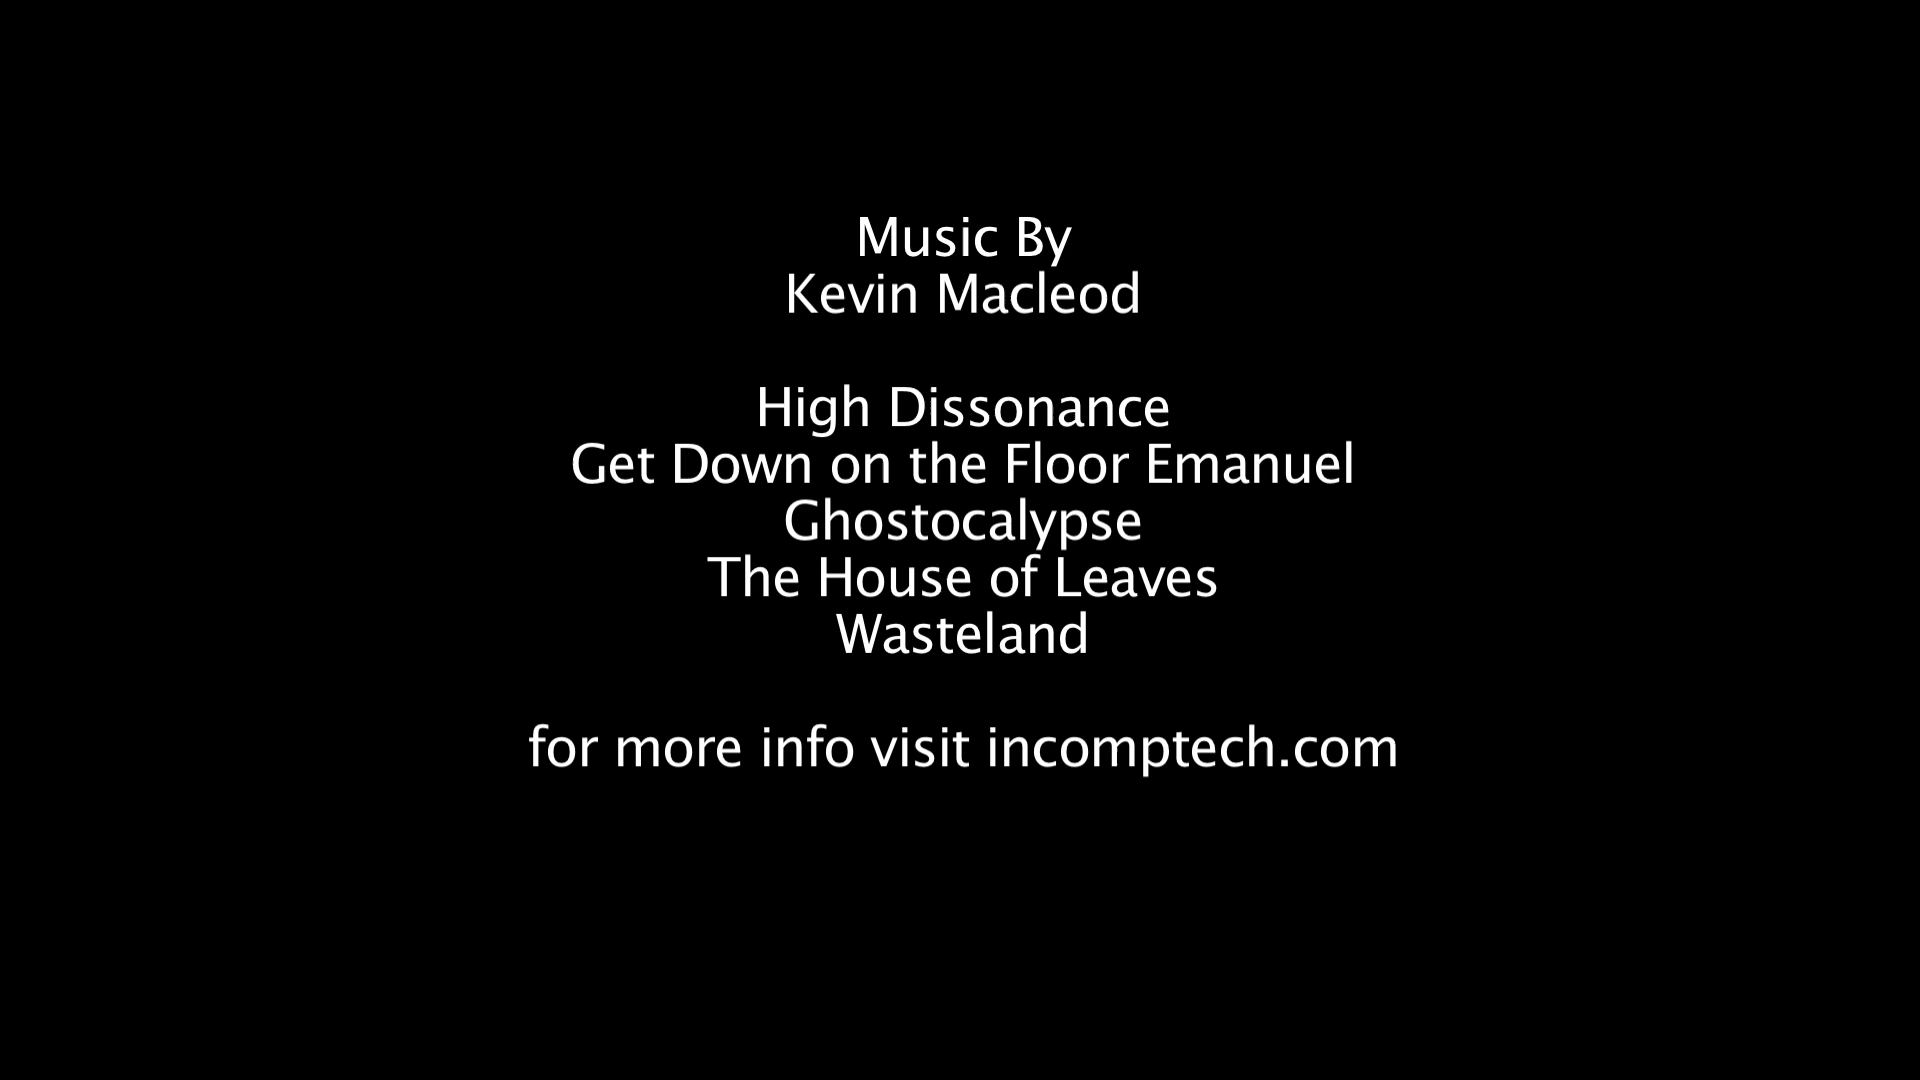 Music By
Kevin Macleod
High Dissonance
Get Down on the Floor Emanuel
Ghostocalypse
The House of Leaves
Wasteland
for more info visit incomptech.com